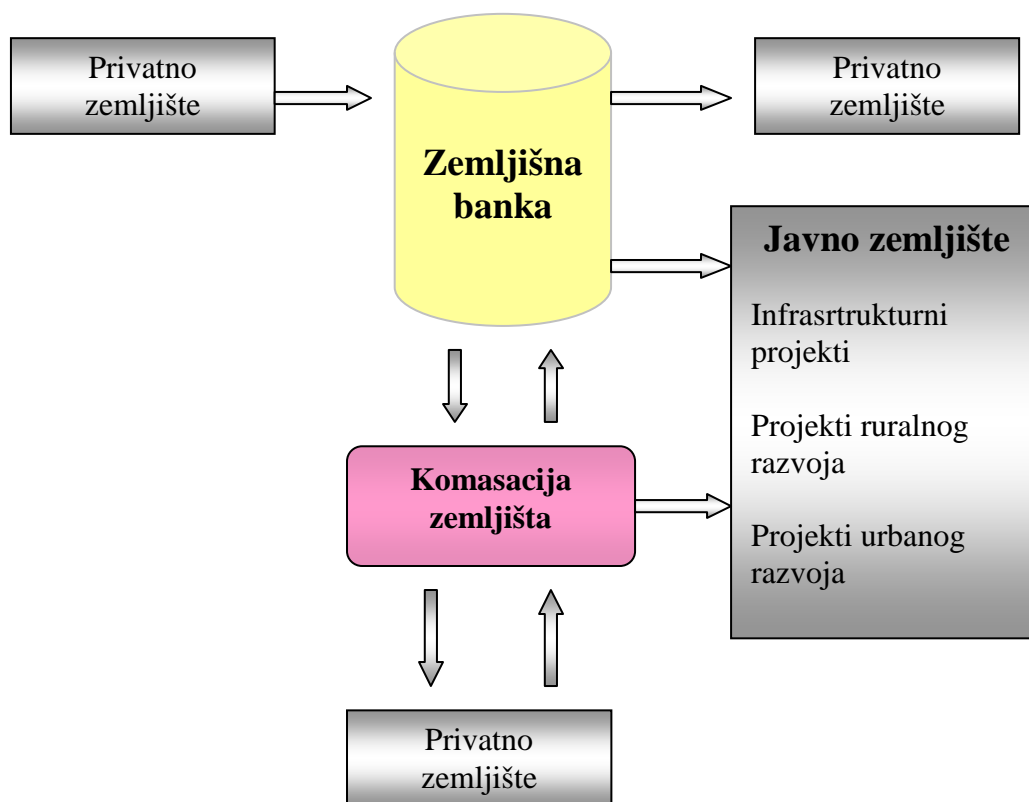 Privatno
zemljište
Zemljišna
banka
Privatno
zemljište
Javno zemljište
Infrasrtrukturni
projekti
Projekti ruralnog
razvoja
Projekti urbanog
razvoja
Komasacija
zemljišta
Privatno
zemljište